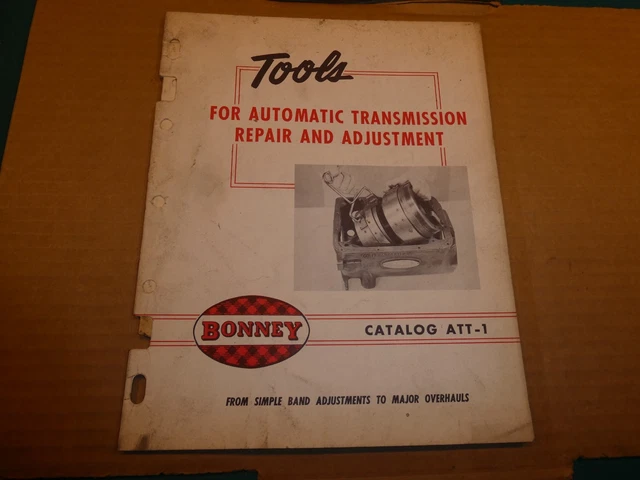 Tools
FOR AUTOMATIC TRANSMISSION
REPAIR AND ADJUSTMENT
BONNEY
CATALOG ATT-1
FROM SIMPLE BAND ADJUSTMENTS TO MAJOR OVERHAULS